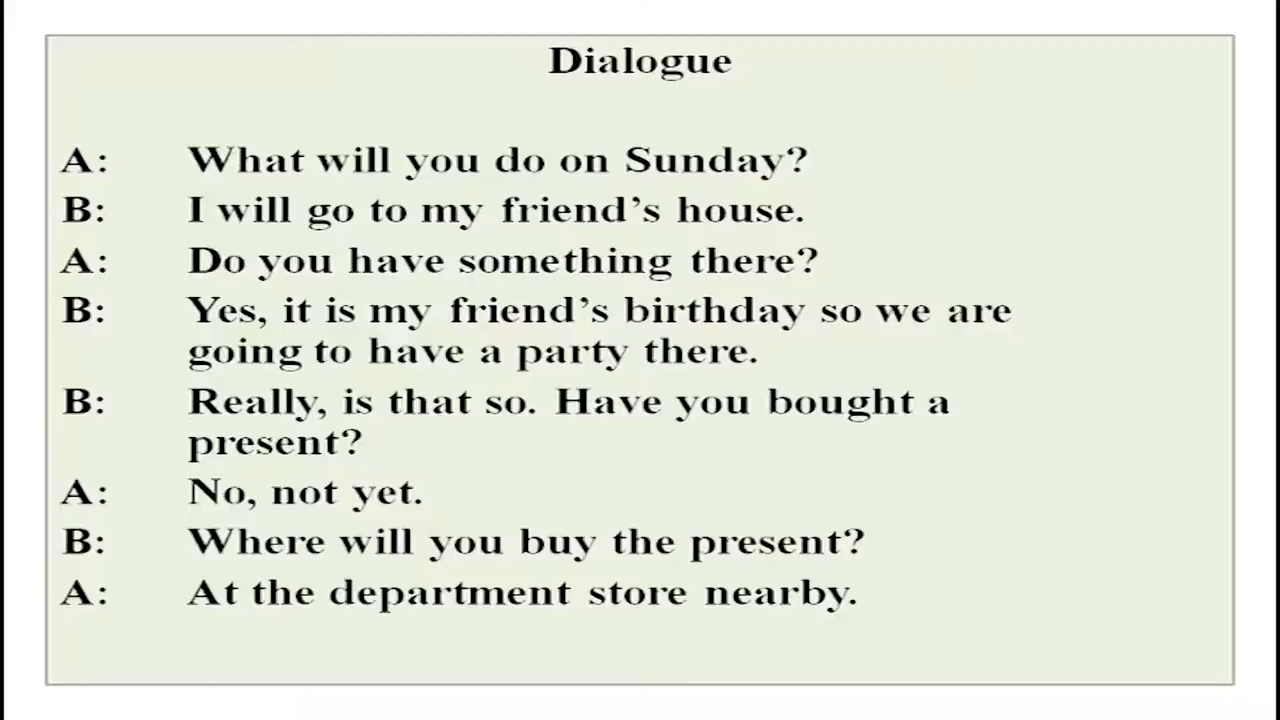 Dialogue
A: What will you do on Sunday?
B: I will go to my friend’s house.
A: Do you have something there?
B: Yes, it is my friend’s birthday so we are
going to have a party there.
B: Really, is that so. Have you bought a
present?
A: No, not yet.
B: Where will you buy the present?
A: At the department store nearby.